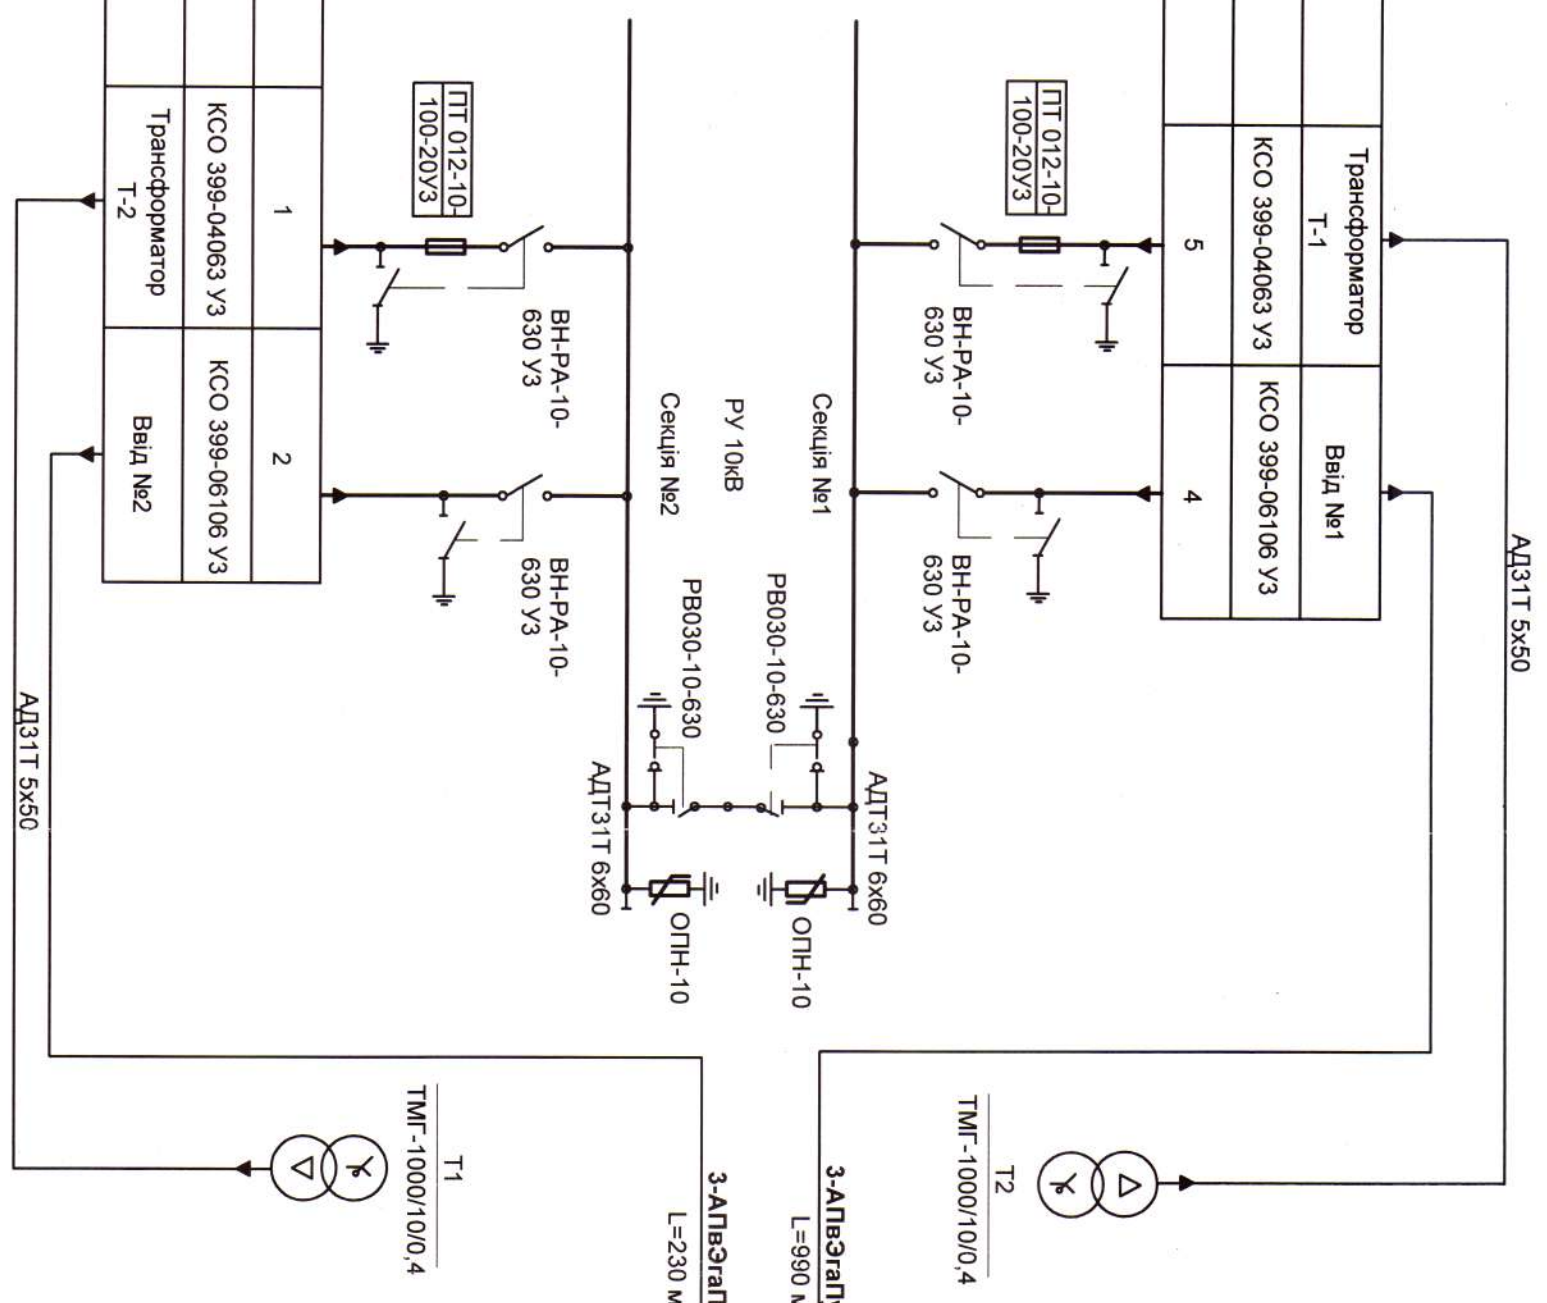 АД31Т 5х50
Трансформатор
Т-1
Ввід №1
КСО 399-04063 У3
КСО 399-06106 У3
5
4
ПТ 012-10-
100-20У3
ВН-РА-10-
630 У3
ВН-РА-10-
630 У3
АДТ31Т 6х60
Секція №1
РВ030-10-630
ОПН-10
3-АПвЭгаП
L=990 м
Т2
ТМГ-1000/10/0,4
РУ 10кВ
Секція №2
РВ030-10-630
ОПН-10
3-АПвЭгаП
L=230 м
АДТ31Т 6х60
ВН-РА-10-
630 У3
ВН-РА-10-
630 У3
ПТ 012-10-
100-20У3
Т1
ТМГ-1000/10/0,4
1
2
КСО 399-04063 У3
КСО 399-06106 У3
Трансформатор
Т-2
Ввід №2
АД31Т 5х50